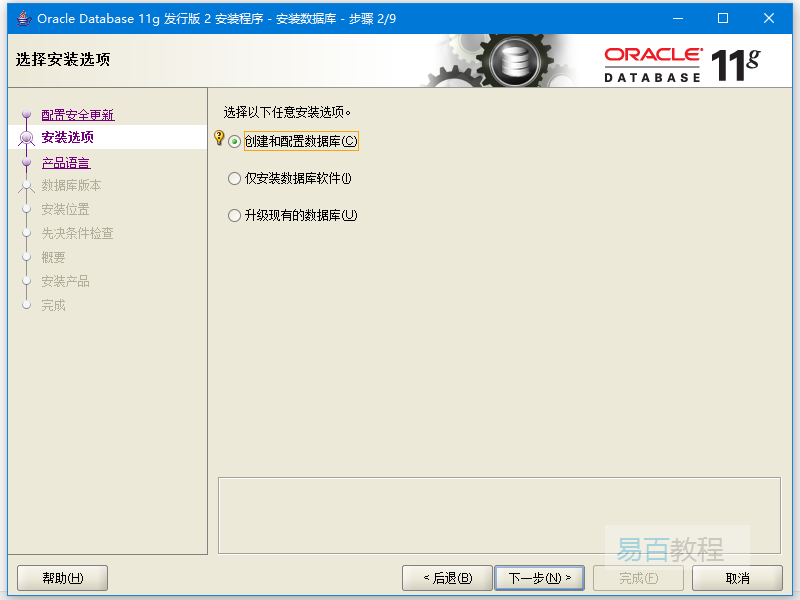 Oracle Database 11g 发行版 2 安装程序 - 安装数据库 - 步骤 2/9
选择安装选项
ORACLE®
DATABASE
11g
配置安全更新
安装选项
产品语言
数据库版本
安装位置
先决条件检查
概要
安装产品
完成
选择以下任意安装选项。
创建和配置数据库(C)
仅安装数据库软件(I)
升级现有的数据库(U)
易百教程
帮助(H)
< 后退(B)
下一步(N) >
完成(F)
取消